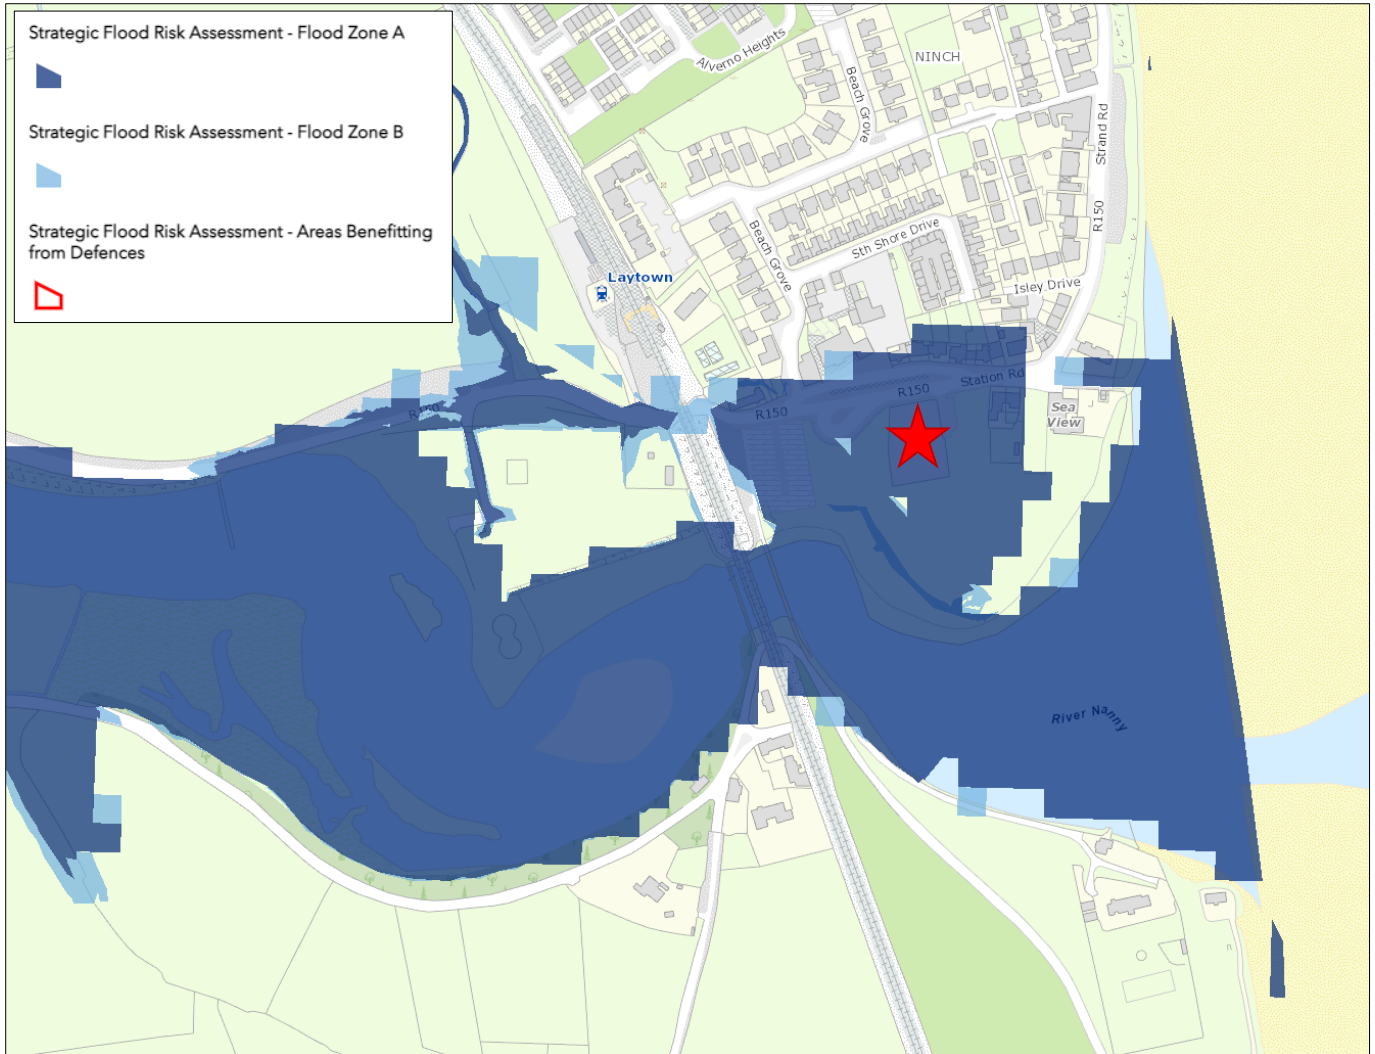 Strategic Flood Risk Assessment - Flood Zone A
Strategic Flood Risk Assessment - Flood Zone B
Strategic Flood Risk Assessment - Areas Benefitting
from Defences
Alverno Heights
NINCH
Beach Grove
Strand Rd
R150
Beach Grove
Sth Shore Drive
Laytown
Isley Drive
Station Rd
R150
R150
R150
Sea
View
River Nanny